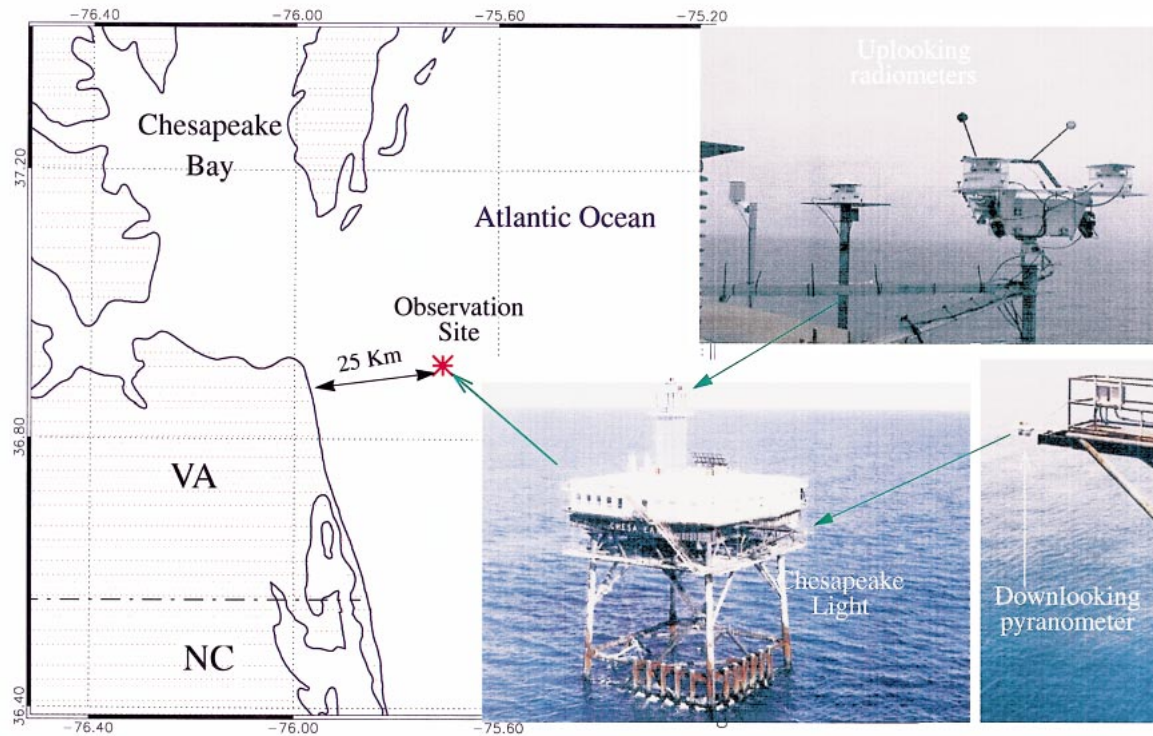 −76.40
−76.00
−75.60
−75.20
Uplooking
radiometers
Chesapeake
Bay
37.20
Atlantic Ocean
Observation
Site
25 Km
36.80
VA
CHESA
Chesapeake
Light
Downlooking
pyranometer
NC
36.40
−76.40
−76.00
−75.60